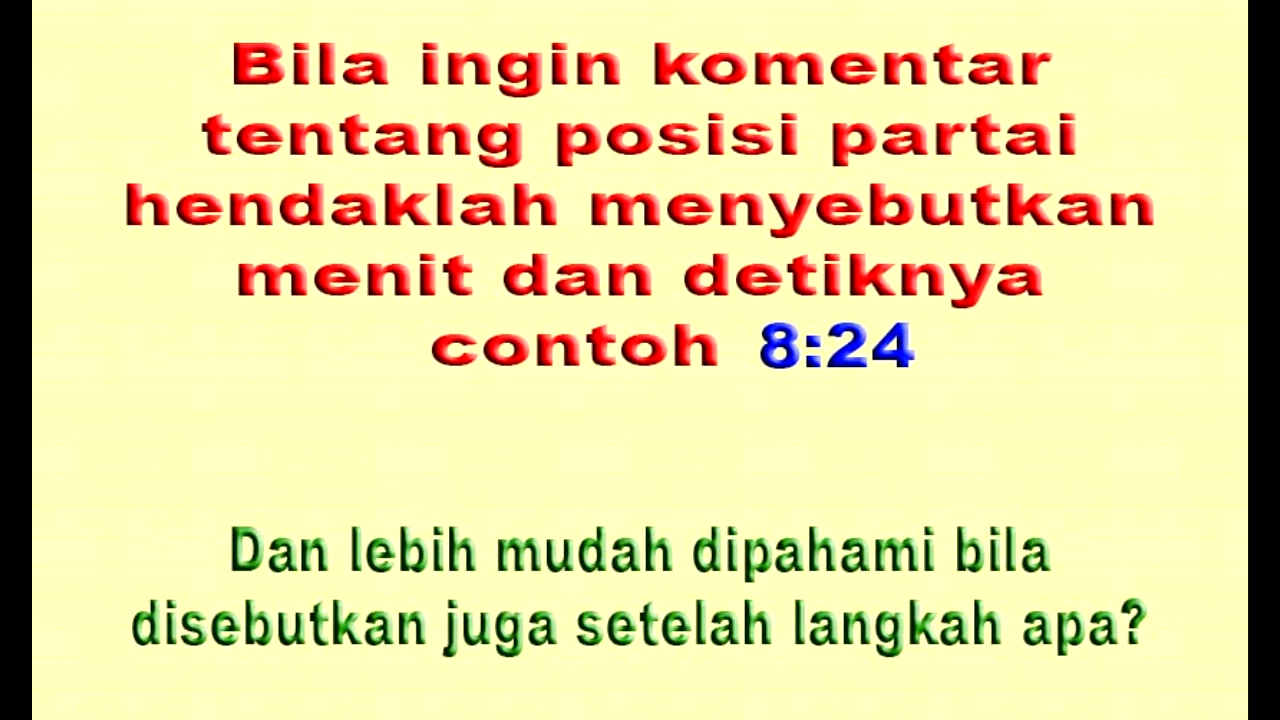 Bila ingin komentar
tentang posisi partai
hendaklah menyebutkan
menit dan detiknya
contoh 8:24
Dan lebih mudah dipahami bila
disebutkan juga setelah langkah apa?